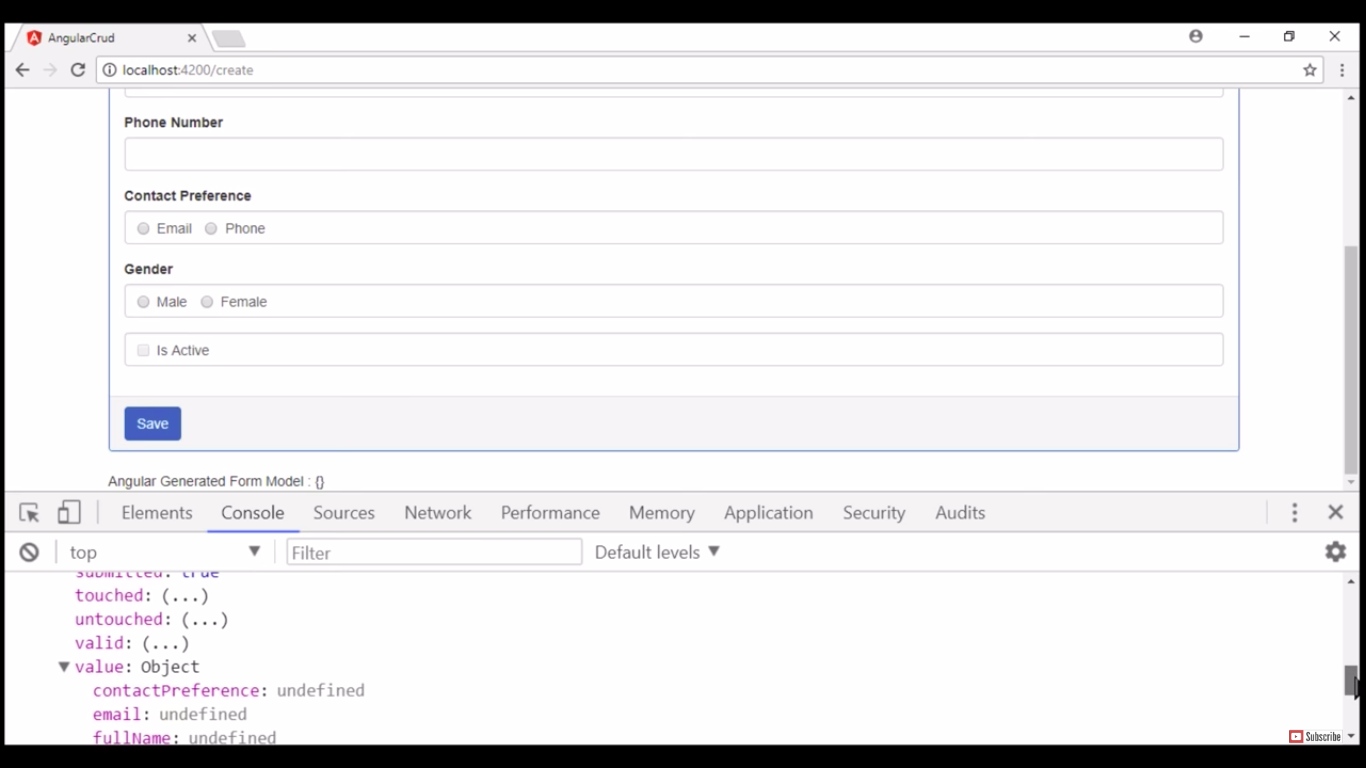 AngularCrud
localhost:4200/create
Phone Number
Contact Preference
Email Phone
Gender
Male Female
Is Active
Save
Angular Generated Form Model : {}
Elements Console Sources Network Performance Memory Application Security Audits
top Filter Default levels
submitted: true
touched: (...)
untouched: (...)
valid: (...)
value: Object
contactPreference: undefined
email: undefined
fullName: undefined
Subscribe